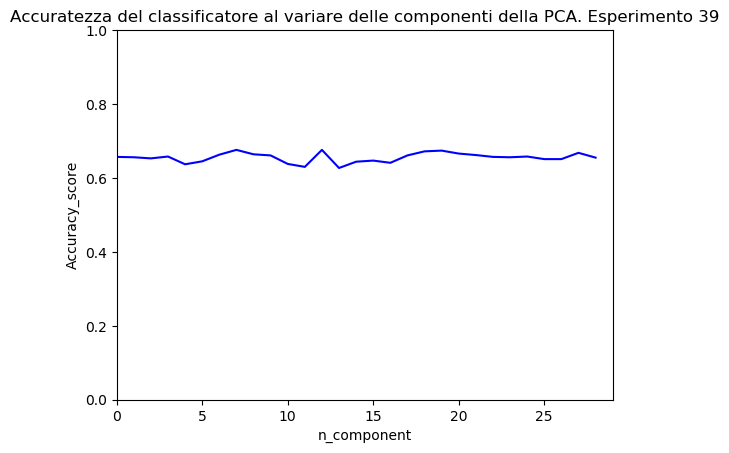 Accuratezza del classificatore al variare delle componenti della PCA. Esperimento 39
1.0
0.8
0.6
0.4
0.2
0.0
Accuracy_score
0 5 10 15 20 25
n_component